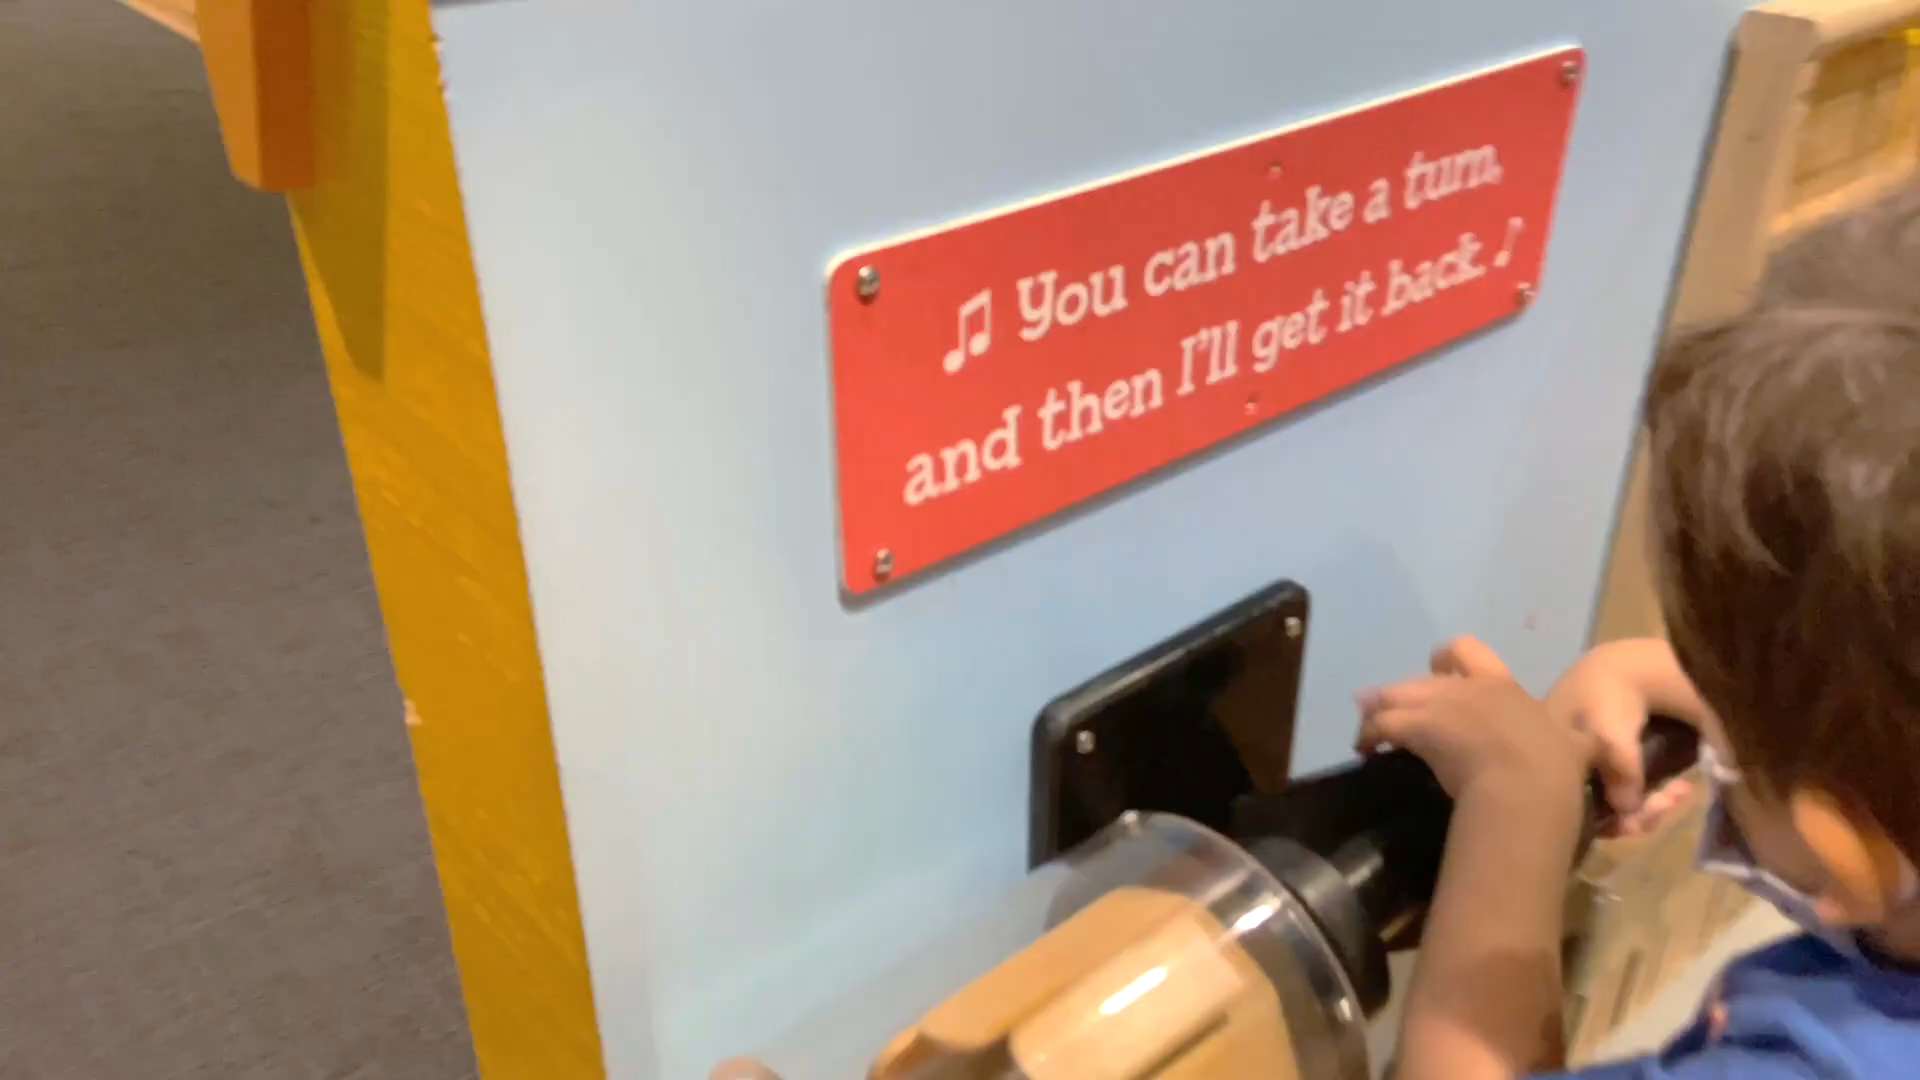 ♫ You can take a turn,
and then I'll get it back ♪